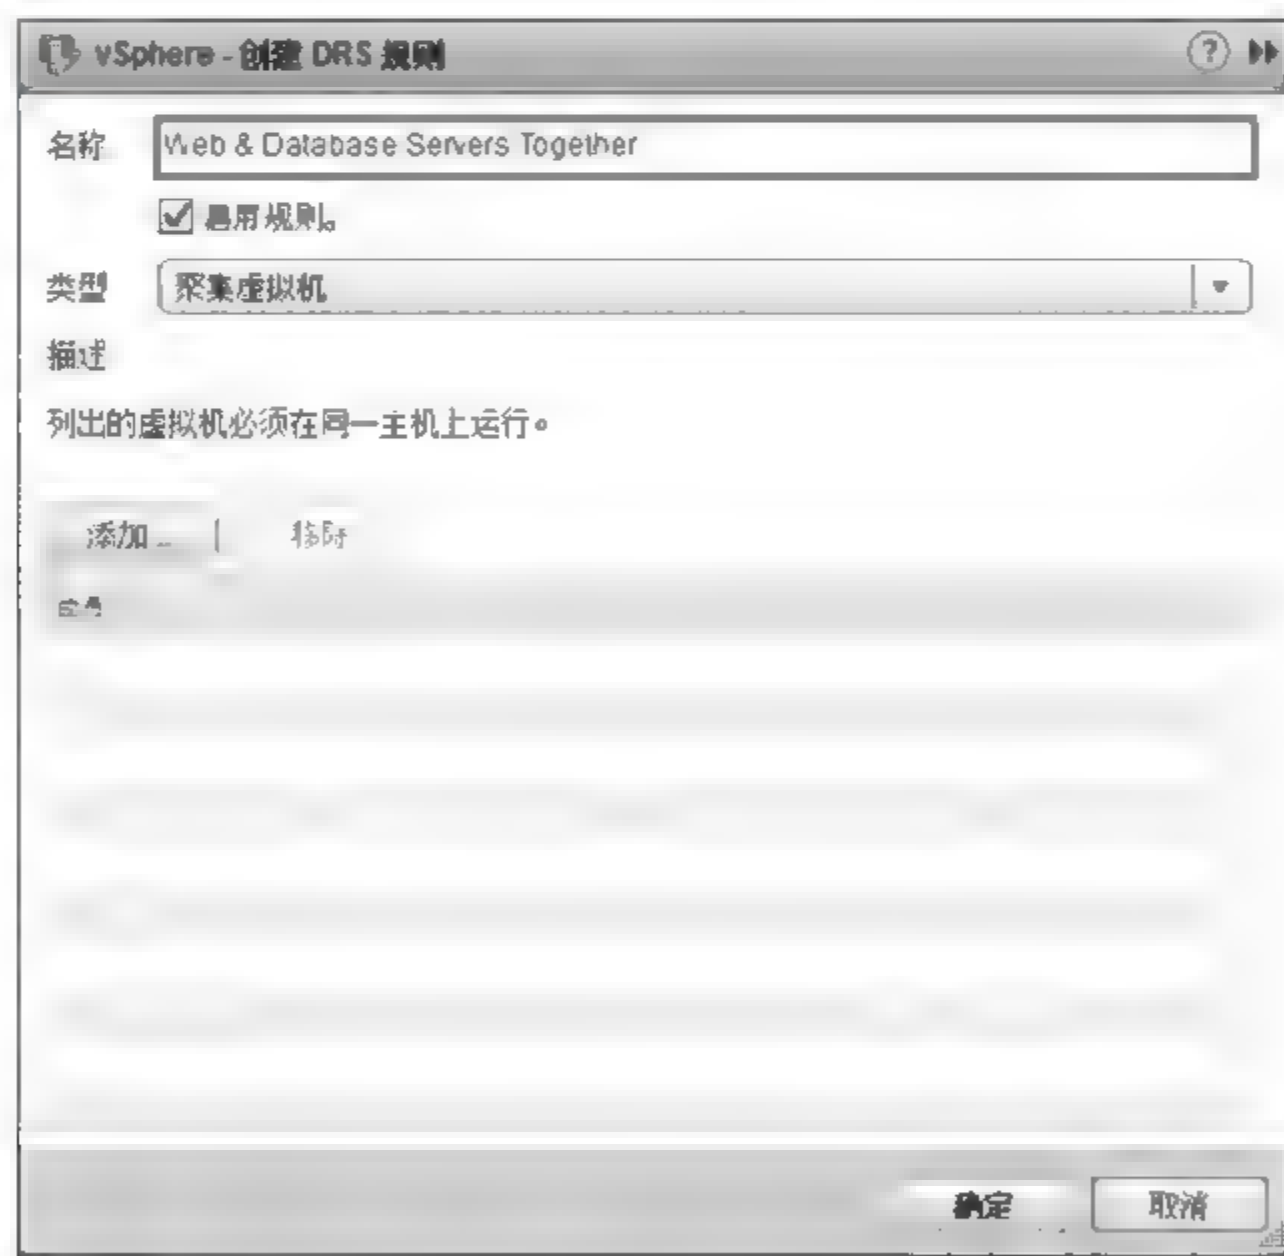 vSphere - 创建 DRS 规则
名称 Web & Database Servers Together
启用规则。
类型 聚集虚拟机
描述
列出的虚拟机必须在同一主机上运行。
添加... 移除
成员
确定 取消